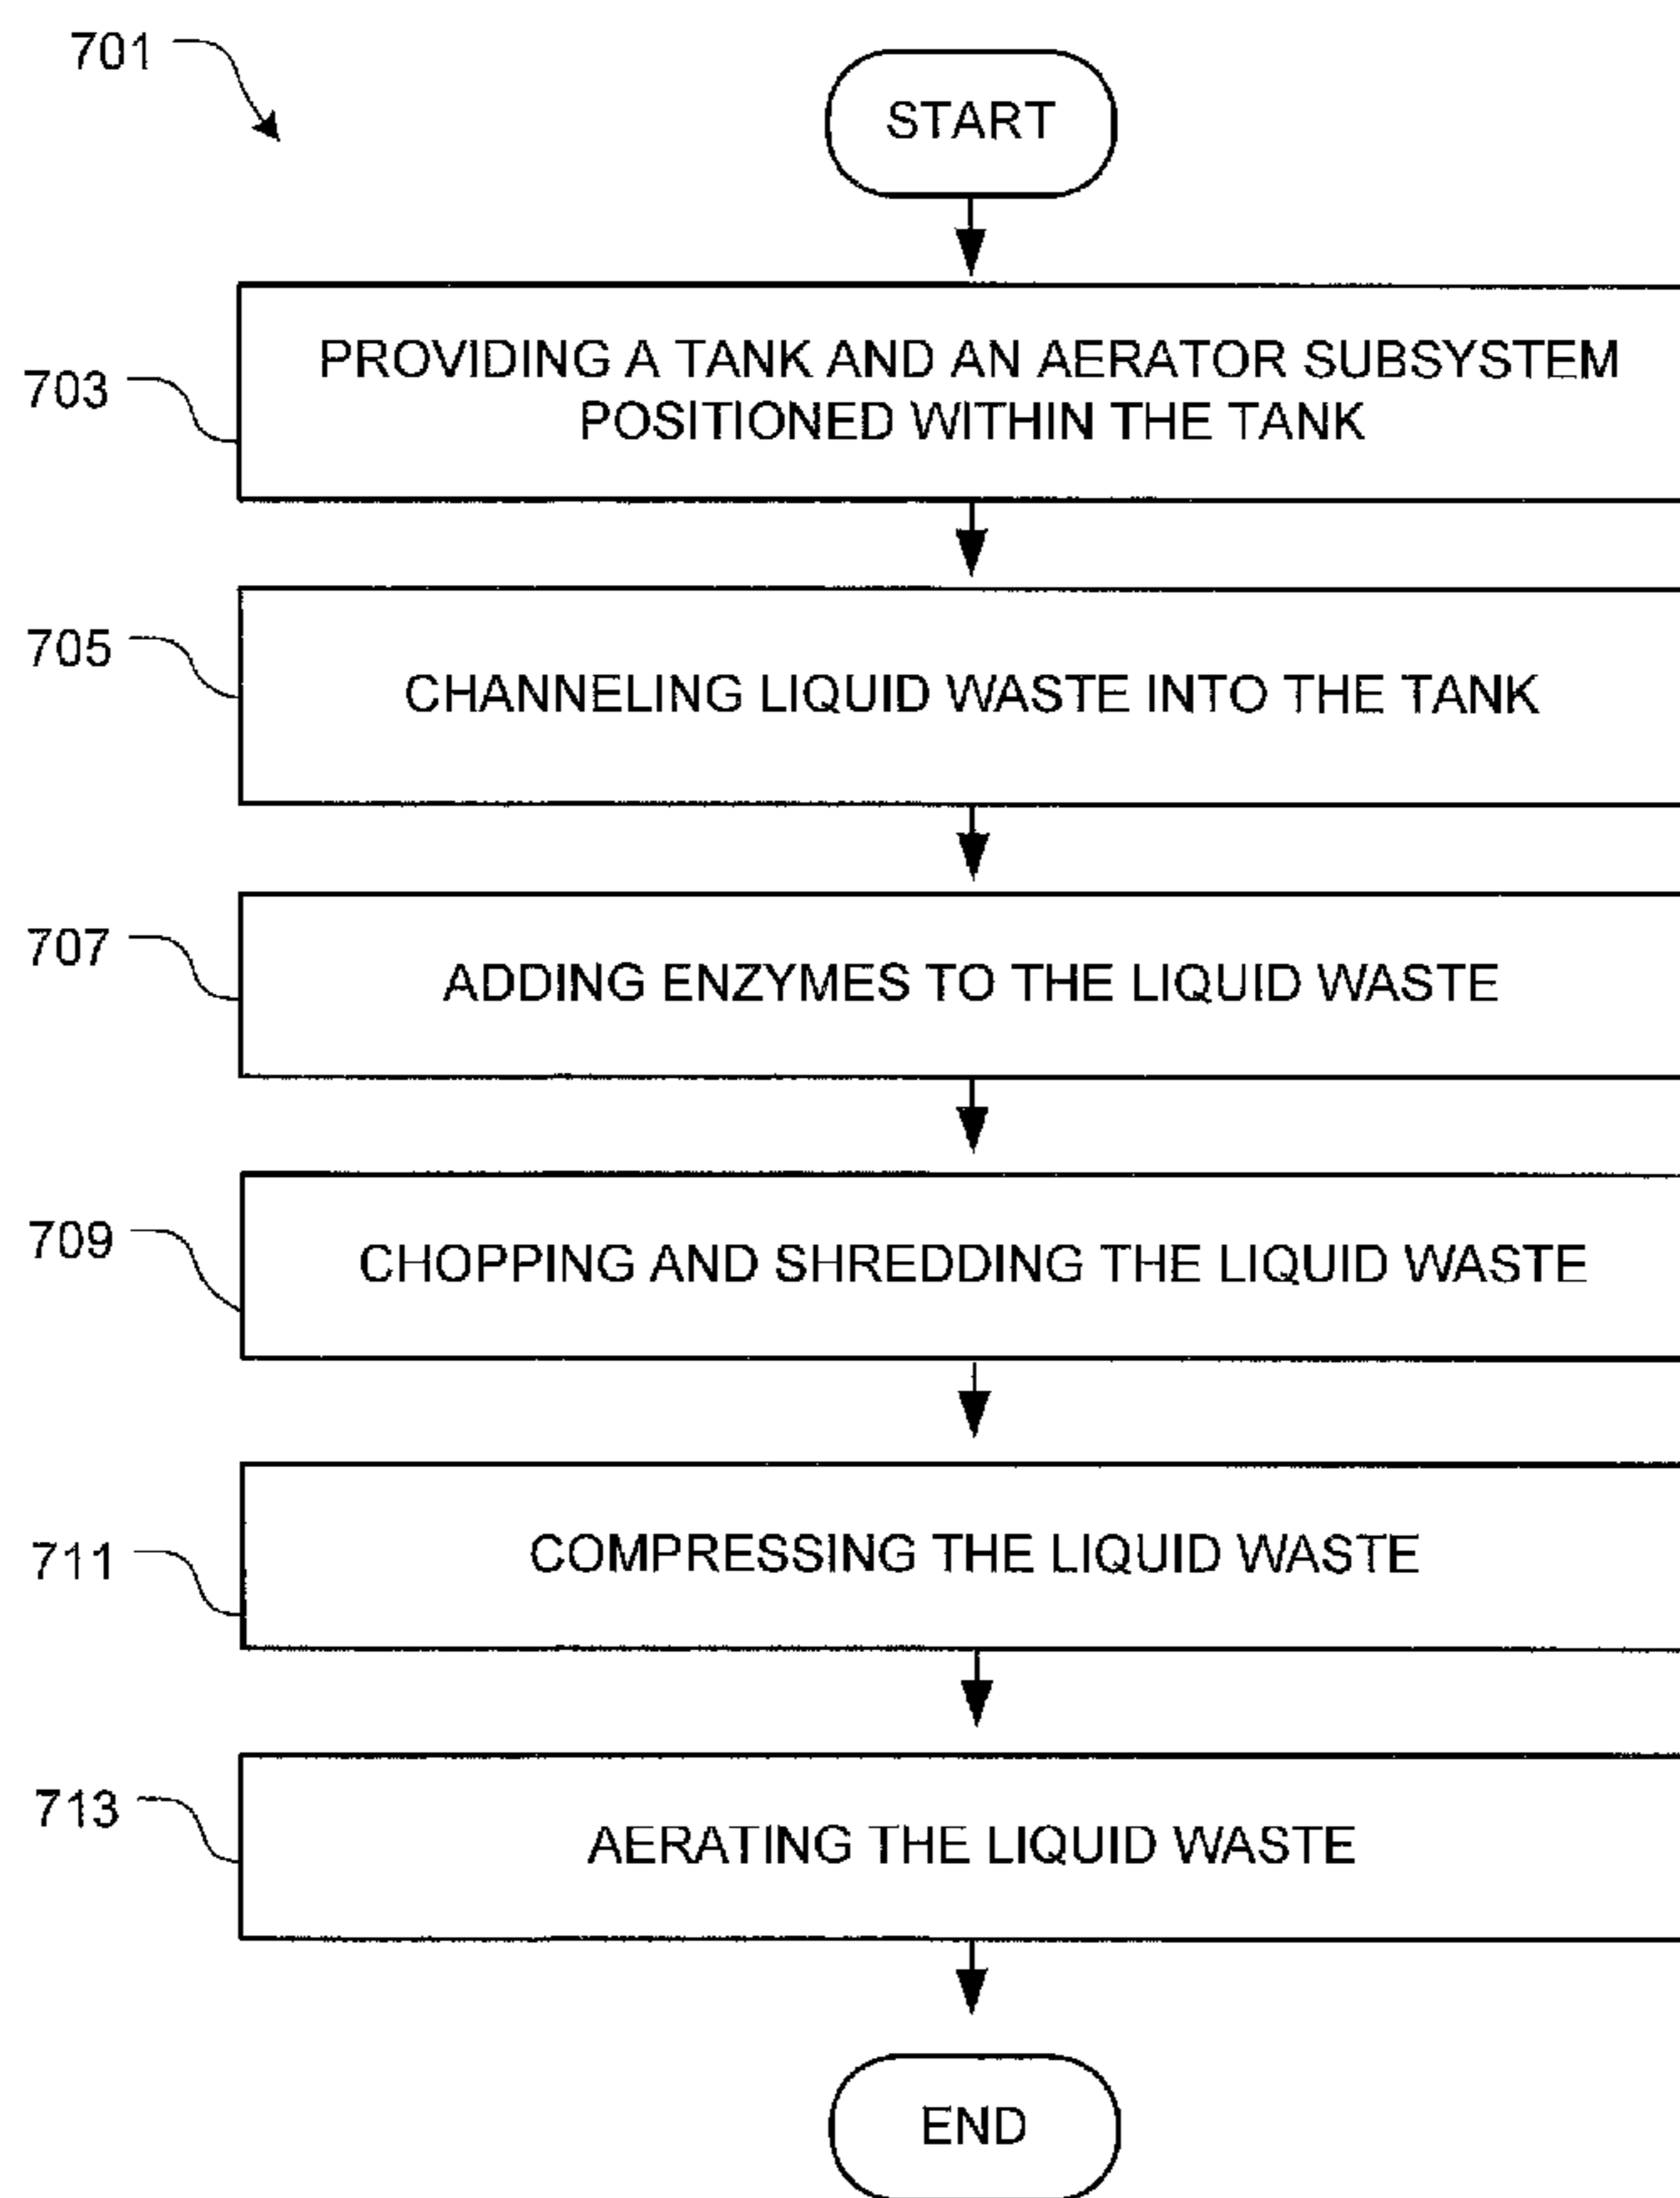 701
START
703
PROVIDING A TANK AND AN AERATOR SUBSYSTEM
POSITIONED WITHIN THE TANK
705
CHANNELING LIQUID WASTE INTO THE TANK
707
ADDING ENZYMES TO THE LIQUID WASTE
709
CHOPPING AND SHREDDING THE LIQUID WASTE
711
COMPRESSING THE LIQUID WASTE
713
AERATING THE LIQUID WASTE
END